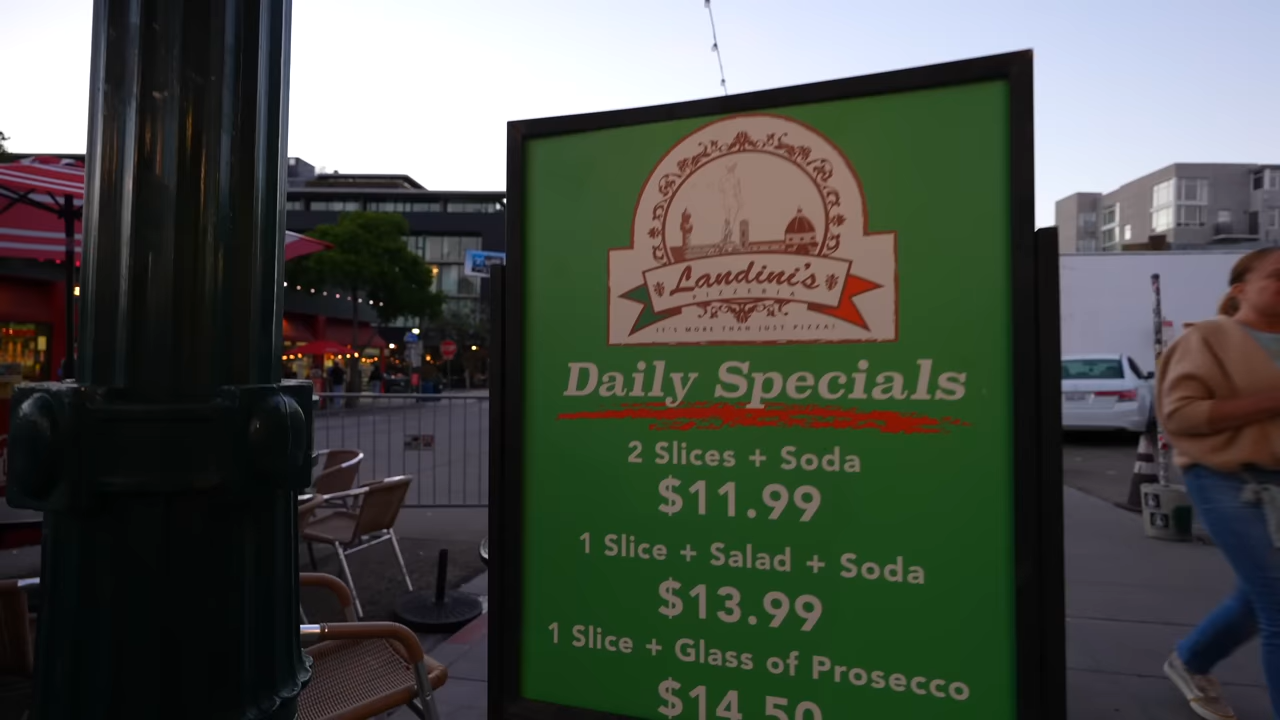 Landini's
PIZZERIA
IT'S MORE THAN JUST PIZZA!
Daily Specials
2 Slices + Soda
$11.99
1 Slice + Salad + Soda
$13.99
1 Slice + Glass of Prosecco
$14.50